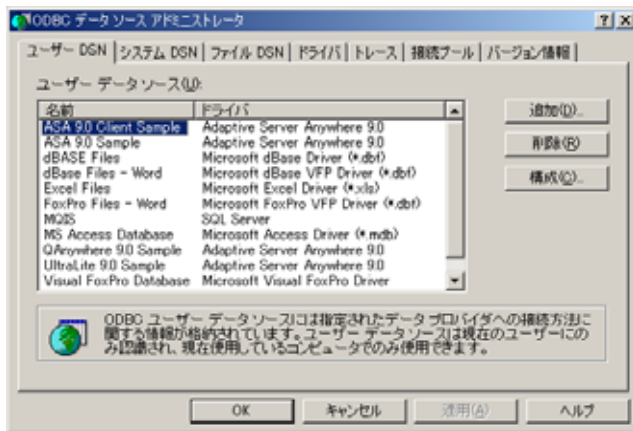 ODBC データ ソース アドミニストレータ
ユーザー DSN システム DSN ファイル DSN ドライバ トレース 接続プール バージョン情報
ユーザー データ ソース(U):
名前 ドライバ
ASA 9.0 Client Sample Adaptive Server Anywhere 9.0
ASA 9.0 Sample Adaptive Server Anywhere 9.0
dBASE Files Microsoft dBase Driver (*.dbf)
dBase Files - Word Microsoft dBase VFP Driver (*.dbf)
Excel Files Microsoft Excel Driver (*.xls)
FoxPro Files - Word Microsoft FoxPro VFP Driver (*.dbf)
MQIS SQL Server
MS Access Database Microsoft Access Driver (*.mdb)
QAnywhere 9.0 Sample Adaptive Server Anywhere 9.0
UltraLite 9.0 Sample Adaptive Server Anywhere 9.0
Visual FoxPro Database Microsoft Visual FoxPro Driver
追加(D)...
削除(R)
構成(C)...
ODBC ユーザー データ ソースには指定されたデータ プロバイダへの接続方法に
関する情報が格納されています。ユーザー データ ソースは現在のユーザーにの
み認識され、現在使用しているコンピュータでのみ使用できます。
OK キャンセル 適用(A) ヘルプ